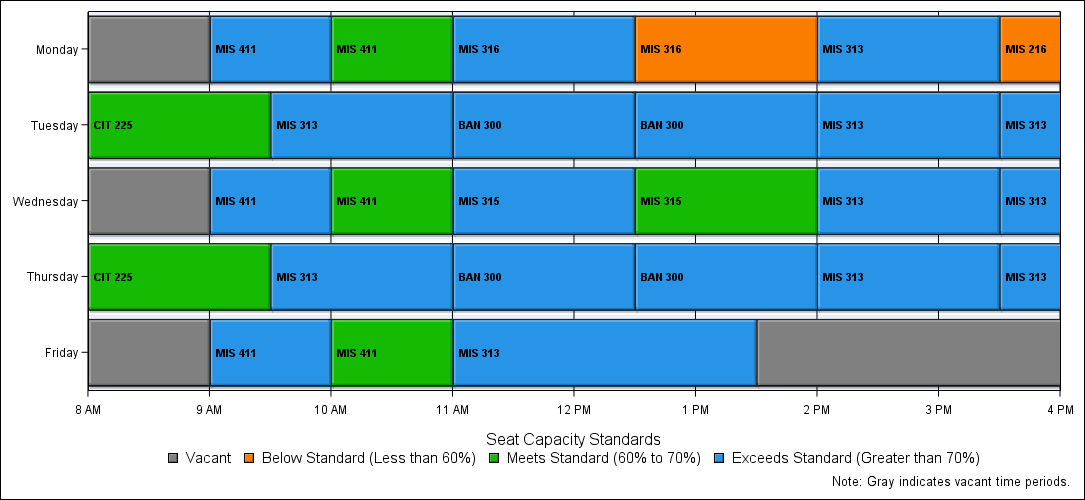 Monday MIS 411 MIS 411 MIS 316 MIS 316 MIS 313 MIS 216
Tuesday CIT 225 MIS 313 BAN 300 BAN 300 MIS 313 MIS 313
Wednesday MIS 411 MIS 411 MIS 315 MIS 315 MIS 313 MIS 313
Thursday CIT 225 MIS 313 BAN 300 BAN 300 MIS 313 MIS 313
Friday MIS 411 MIS 411 MIS 313
8 AM 9 AM 10 AM 11 AM 12 PM 1 PM 2 PM 3 PM 4 PM
Seat Capacity Standards
Vacant Below Standard (Less than 60%) Meets Standard (60% to 70%) Exceeds Standard (Greater than 70%)
Note: Gray indicates vacant time periods.